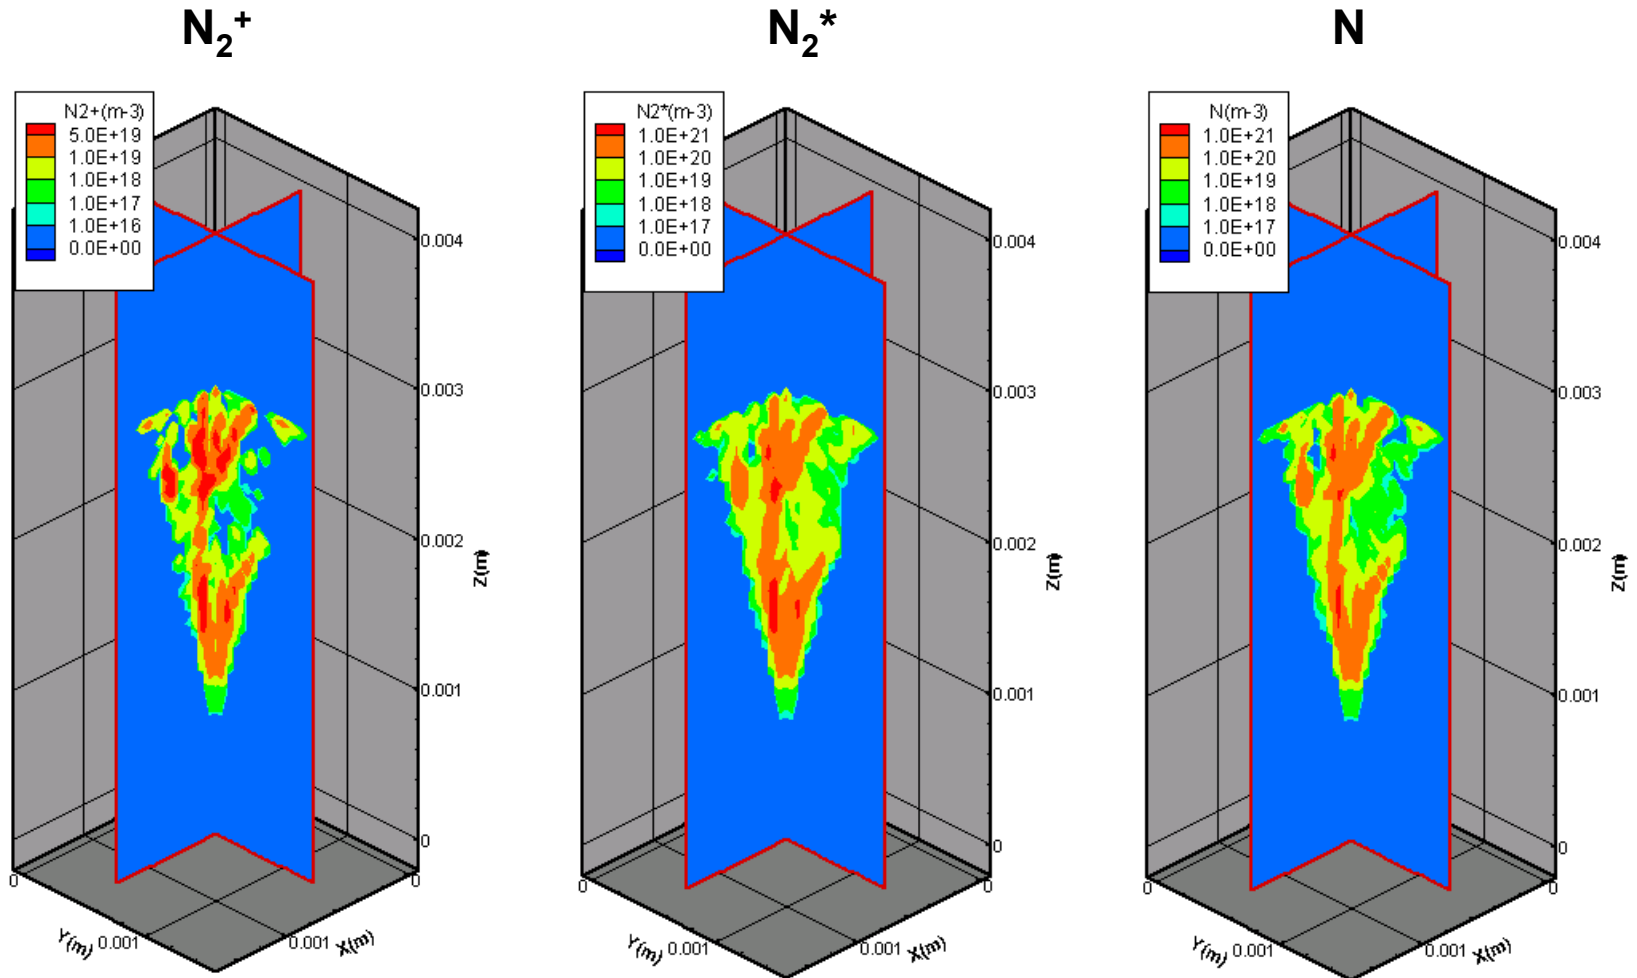 N₂⁺
N₂*
N
N2+(m-3)
5.0E+19
1.0E+19
1.0E+18
1.0E+17
1.0E+16
0.0E+00
0.004
0.003
0.002
0.001
0
Z(m)
0
0
Y(m)
0.001
0.001
X(m)
N2*(m-3)
1.0E+21
1.0E+20
1.0E+19
1.0E+18
1.0E+17
0.0E+00
0.004
0.003
0.002
0.001
0
Z(m)
0
0
Y(m)
0.001
0.001
X(m)
N(m-3)
1.0E+21
1.0E+20
1.0E+19
1.0E+18
1.0E+17
0.0E+00
0.004
0.003
0.002
0.001
0
Z(m)
0
0
Y(m)
0.001
0.001
X(m)